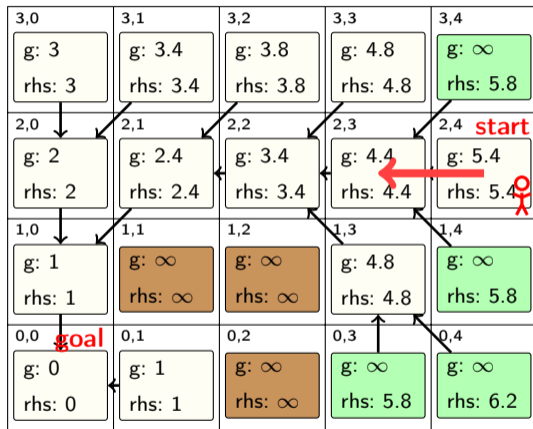 3,0 3,1 3,2 3,3 3,4
g: 3 g: 3.4 g: 3.8 g: 4.8 g: ∞
rhs: 3 rhs: 3.4 rhs: 3.8 rhs: 4.8 rhs: 5.8
2,0 2,1 2,2 2,3 2,4 start
g: 2 g: 2.4 g: 3.4 g: 4.4 g: 5.4
rhs: 2 rhs: 2.4 rhs: 3.4 rhs: 4.4 rhs: 5.4
1,0 1,1 1,2 1,3 1,4
g: 1 g: ∞ g: ∞ g: 4.8 g: ∞
rhs: 1 rhs: ∞ rhs: ∞ rhs: 4.8 rhs: 5.8
0,0 goal 0,1 0,2 0,3 0,4
g: 0 g: 1 g: ∞ g: ∞ g: ∞
rhs: 0 rhs: 1 rhs: ∞ rhs: 5.8 rhs: 6.2